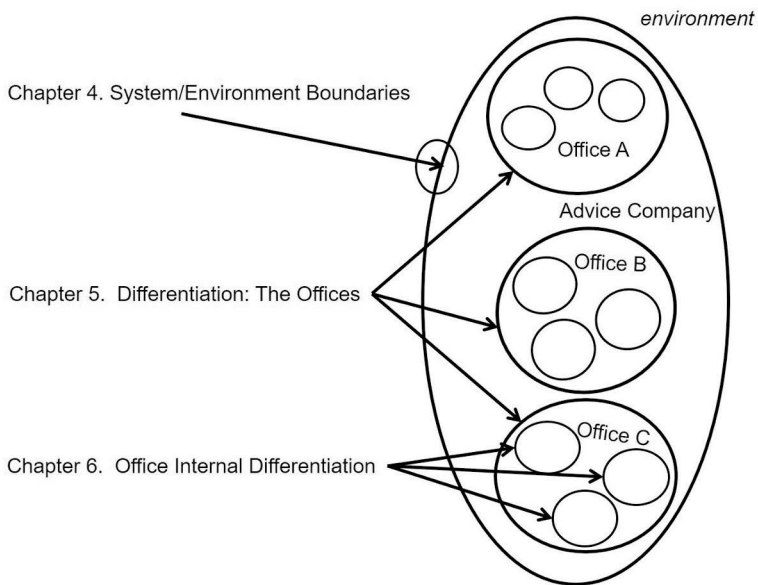 environment
Chapter 4. System/Environment Boundaries
Office A
Advice Company
Office B
Chapter 5.  Differentiation: The Offices
Office C
Chapter 6.  Office Internal Differentiation